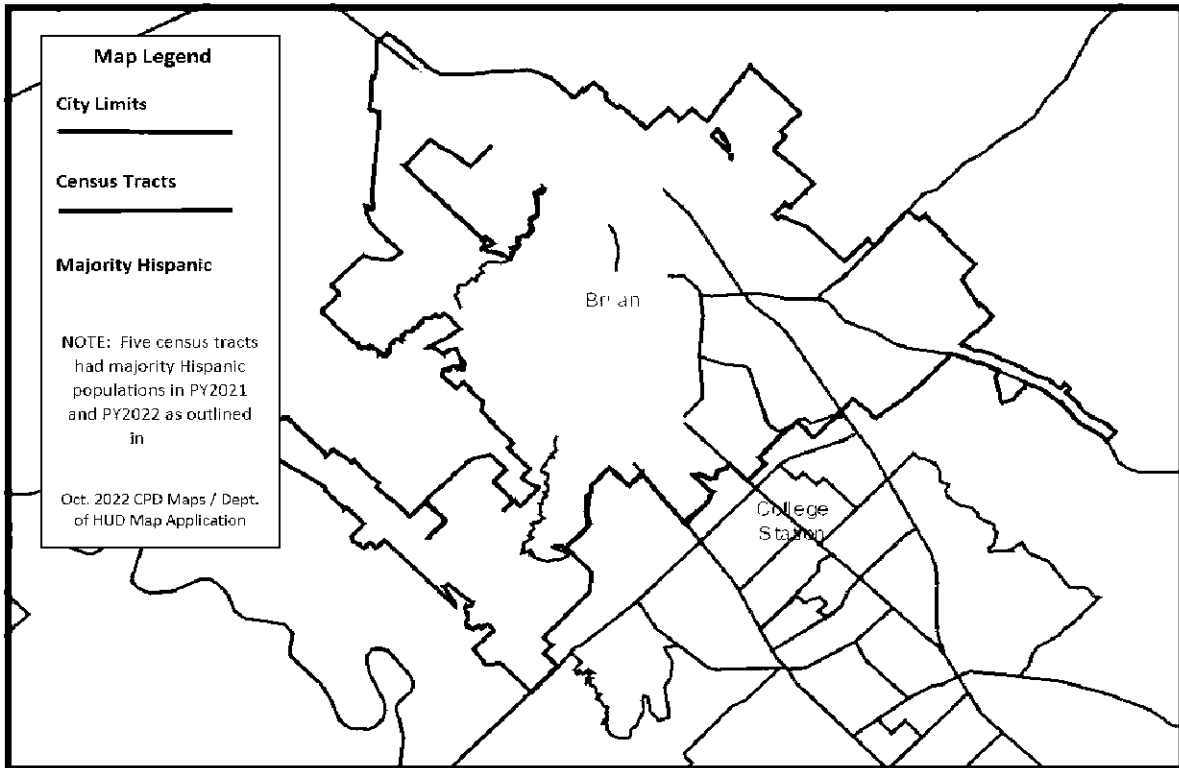 Map Legend
City Limits
Census Tracts
Majority Hispanic
NOTE: Five census tracts
had majority Hispanic
populations in PY2021
and PY2022 as outlined
in
Oct. 2022 CPD Maps / Dept.
of HUD Map Application
College
Station